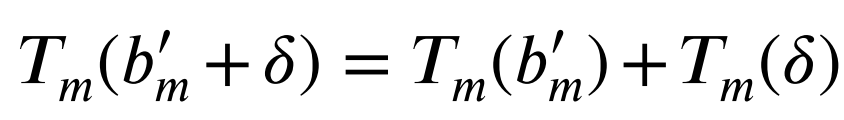 T_m(b'_m + δ) = T_m(b'_m) + T_m(δ)